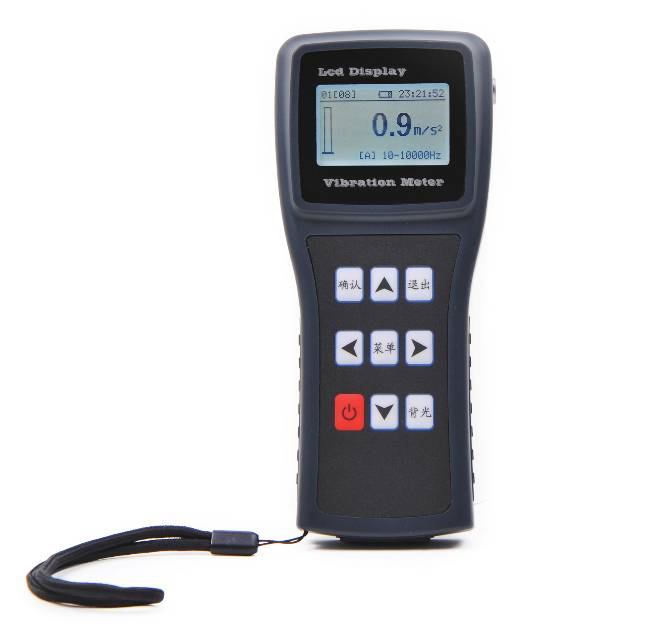 Lcd Display
01[08] 23:21:52
0.9m/s²
[A] 10-10000Hz
Vibration Meter
确认 退出
菜单
背光